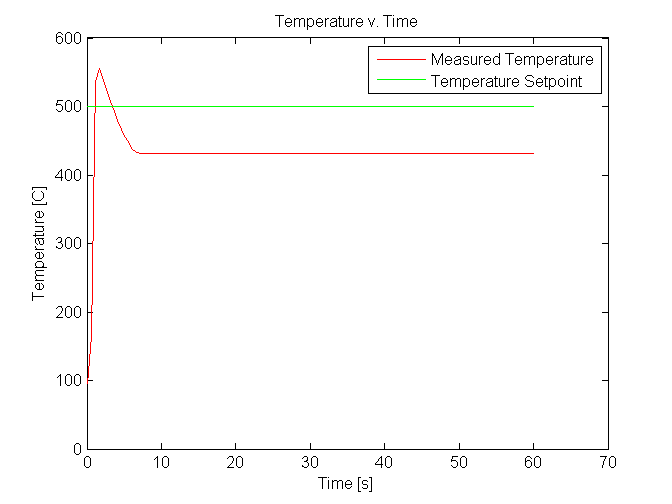 Temperature v. Time
600
500
400
300
200
100
0
Temperature [C]
Measured Temperature
Temperature Setpoint
0 10 20 30 40 50 60 70
Time [s]